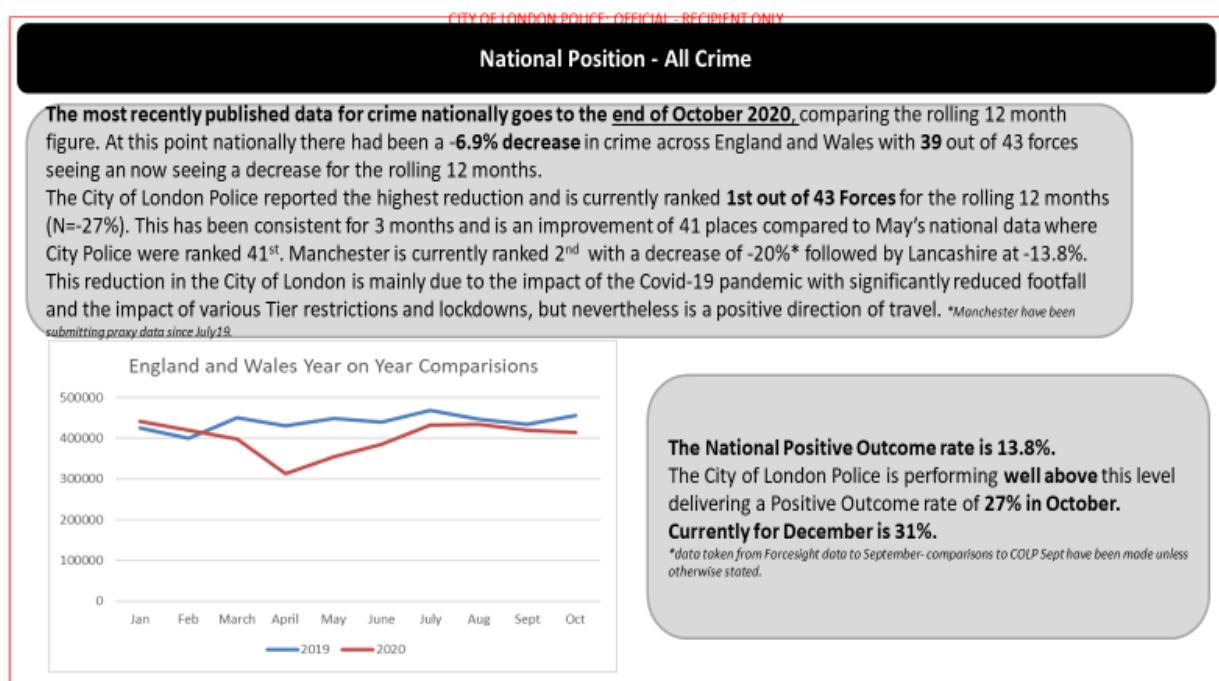 CITY OF LONDON POLICE: OFFICIAL - RECIPIENT ONLY
National Position - All Crime
The most recently published data for crime nationally goes to the end of October 2020, comparing the rolling 12 month
figure. At this point nationally there had been a -6.9% decrease in crime across England and Wales with 39 out of 43 forces
seeing an now seeing a decrease for the rolling 12 months.
The City of London Police reported the highest reduction and is currently ranked 1st out of 43 Forces for the rolling 12 months
(N=-27%). This has been consistent for 3 months and is an improvement of 41 places compared to May's national data where
City Police were ranked 41st. Manchester is currently ranked 2nd with a decrease of -20%* followed by Lancashire at -13.8%.
This reduction in the City of London is mainly due to the impact of the Covid-19 pandemic with significantly reduced footfall
and the impact of various Tier restrictions and lockdowns, but nevertheless is a positive direction of travel. *Manchester have been
submitting proxy data since July19.
England and Wales Year on Year Comparisions
500000
400000
300000
200000
100000
0
Jan Feb March April May June July Aug Sept Oct
2019 2020
The National Positive Outcome rate is 13.8%.
The City of London Police is performing well above this level
delivering a Positive Outcome rate of 27% in October.
Currently for December is 31%.
*data taken from Forcesight data to September- comparisons to COLP Sept have been made unless
otherwise stated.